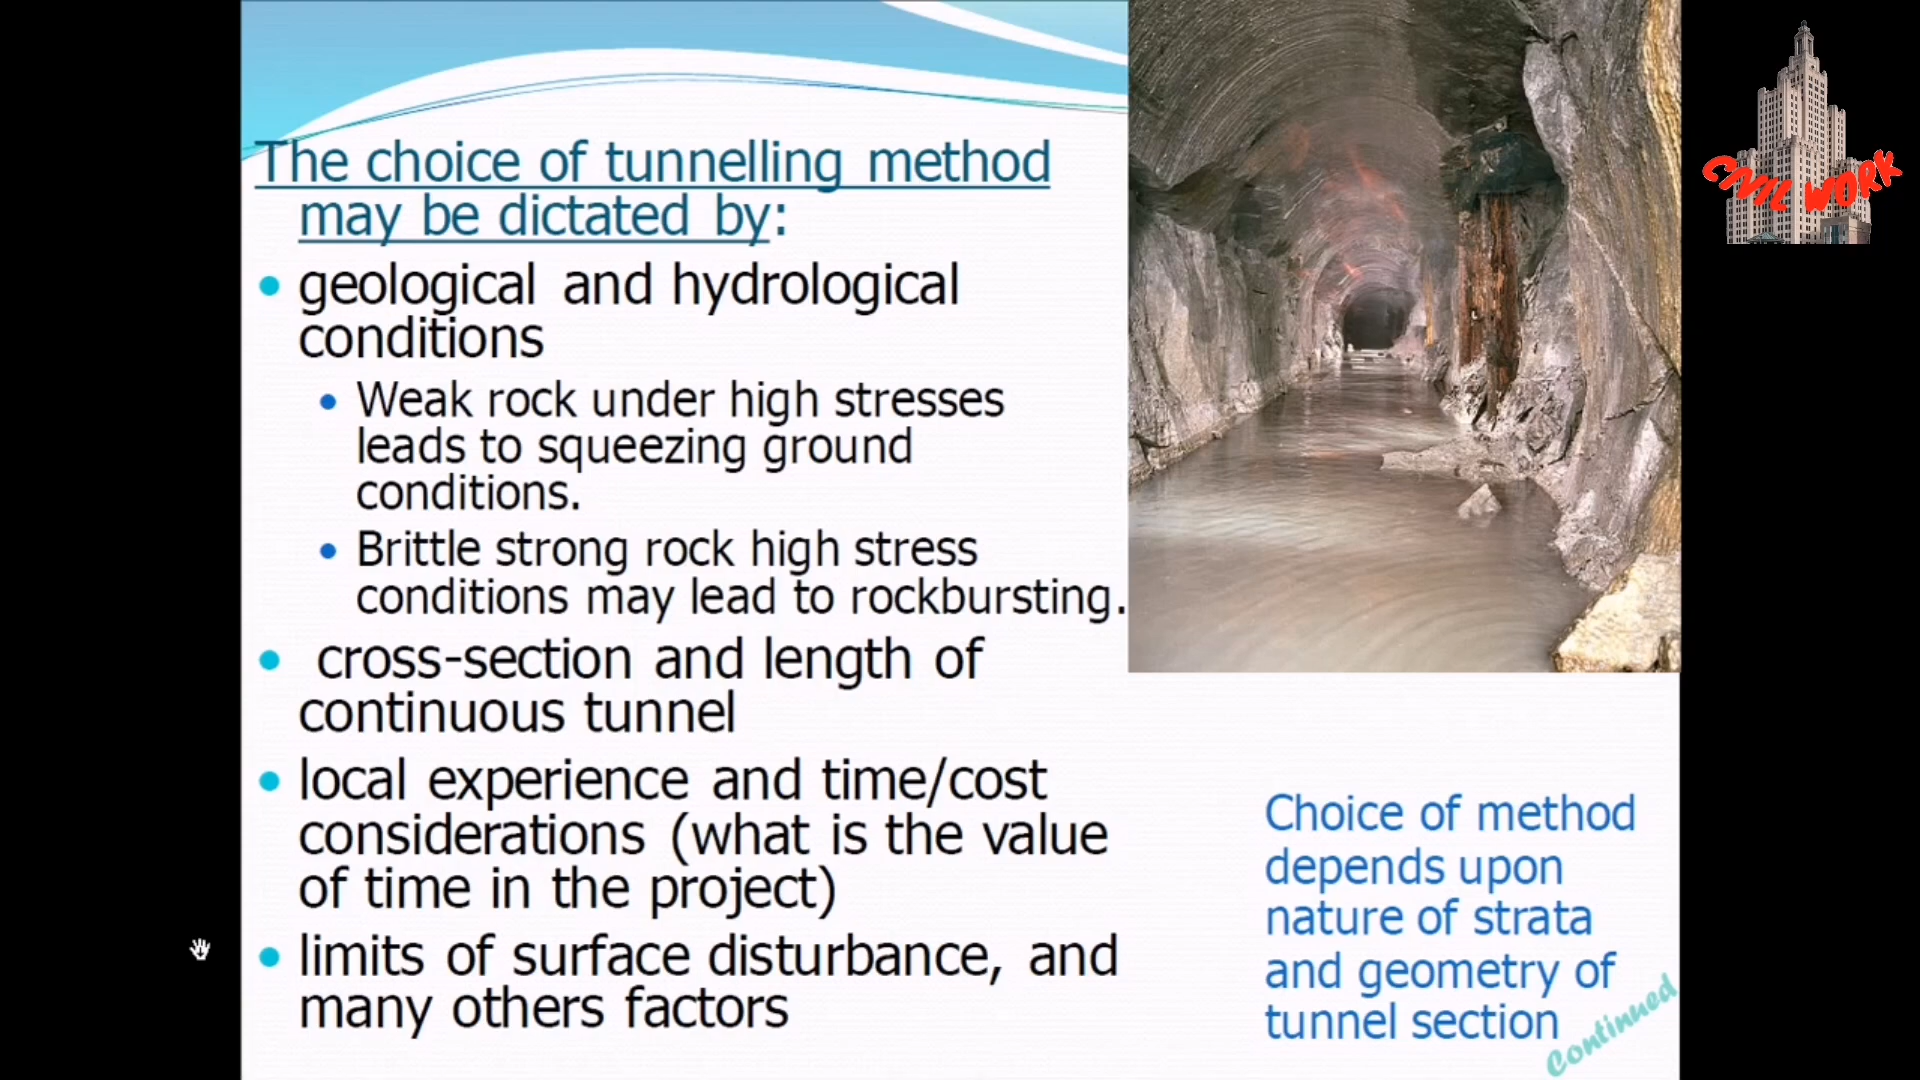 The choice of tunnelling method
may be dictated by:
• geological and hydrological
conditions
• Weak rock under high stresses
leads to squeezing ground
conditions.
• Brittle strong rock high stress
conditions may lead to rockbursting.
• cross-section and length of
continuous tunnel
• local experience and time/cost
considerations (what is the value
of time in the project)
• limits of surface disturbance, and
many others factors
Choice of method
depends upon
nature of strata
and geometry of
tunnel section
Continued
CIVIL WORK